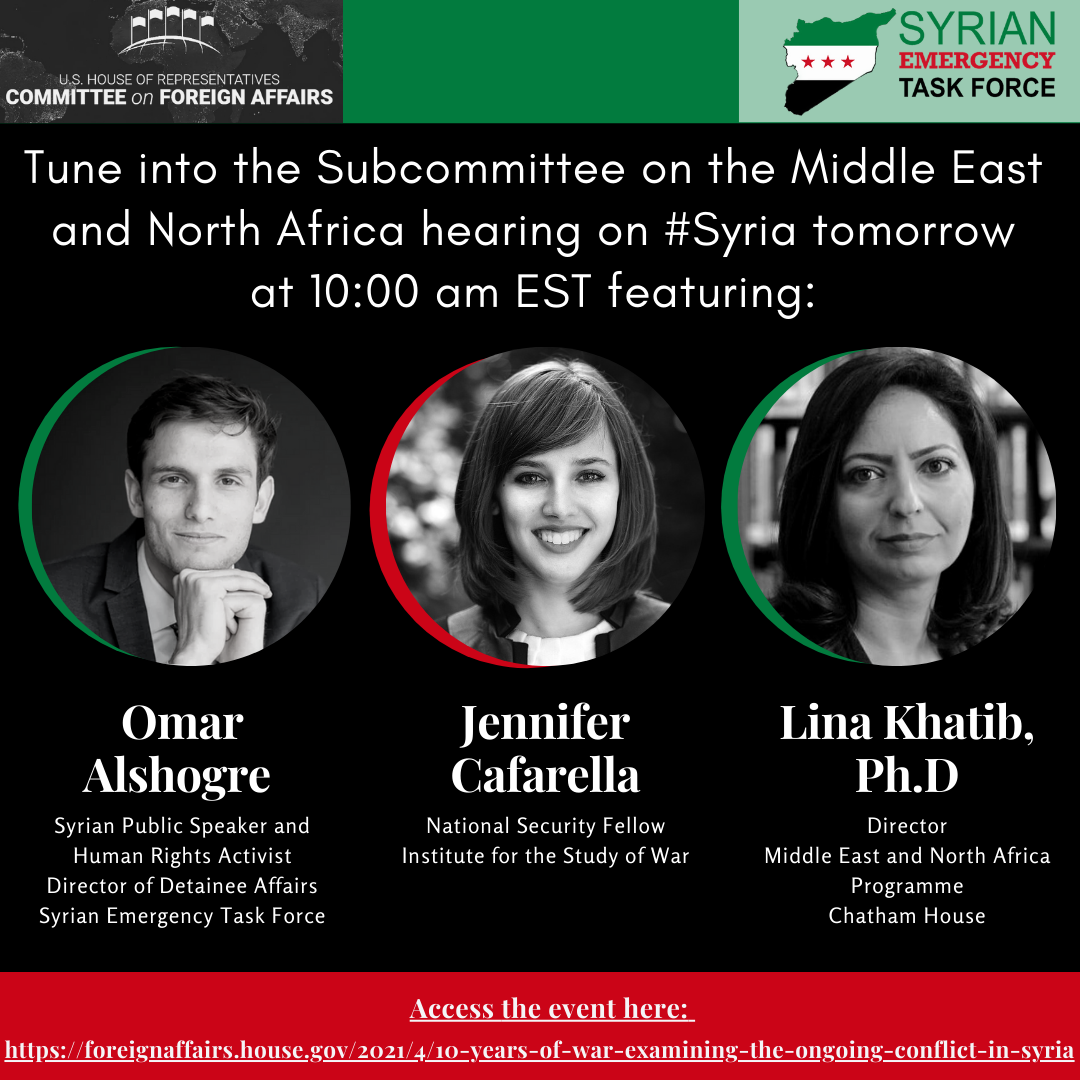 U.S. HOUSE OF REPRESENTATIVES
COMMITTEE on FOREIGN AFFAIRS
SYRIAN
EMERGENCY
TASK FORCE
Tune into the Subcommittee on the Middle East
and North Africa hearing on #Syria tomorrow
at 10:00 am EST featuring:
Omar
Alshogre
Syrian Public Speaker and
Human Rights Activist
Director of Detainee Affairs
Syrian Emergency Task Force
Jennifer
Cafarella
National Security Fellow
Institute for the Study of War
Lina Khatib,
Ph.D
Director
Middle East and North Africa
Programme
Chatham House
Access the event here:
https://foreignaffairs.house.gov/2021/4/10-years-of-war-examining-the-ongoing-conflict-in-syria